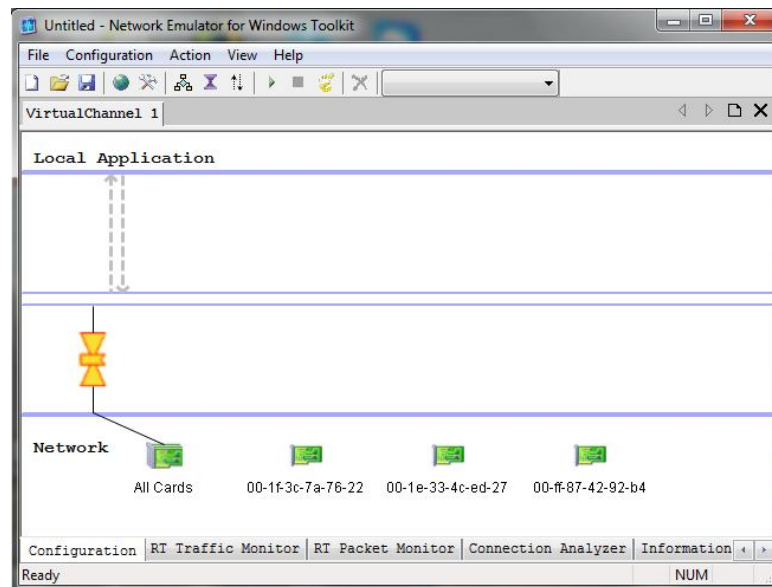 Untitled - Network Emulator for Windows Toolkit
File Configuration Action View Help
VirtualChannel 1
Local Application
Network
All Cards 00-1f-3c-7a-76-22 00-1e-33-4c-ed-27 00-ff-87-42-92-b4
Configuration RT Traffic Monitor RT Packet Monitor Connection Analyzer Information
Ready NUM